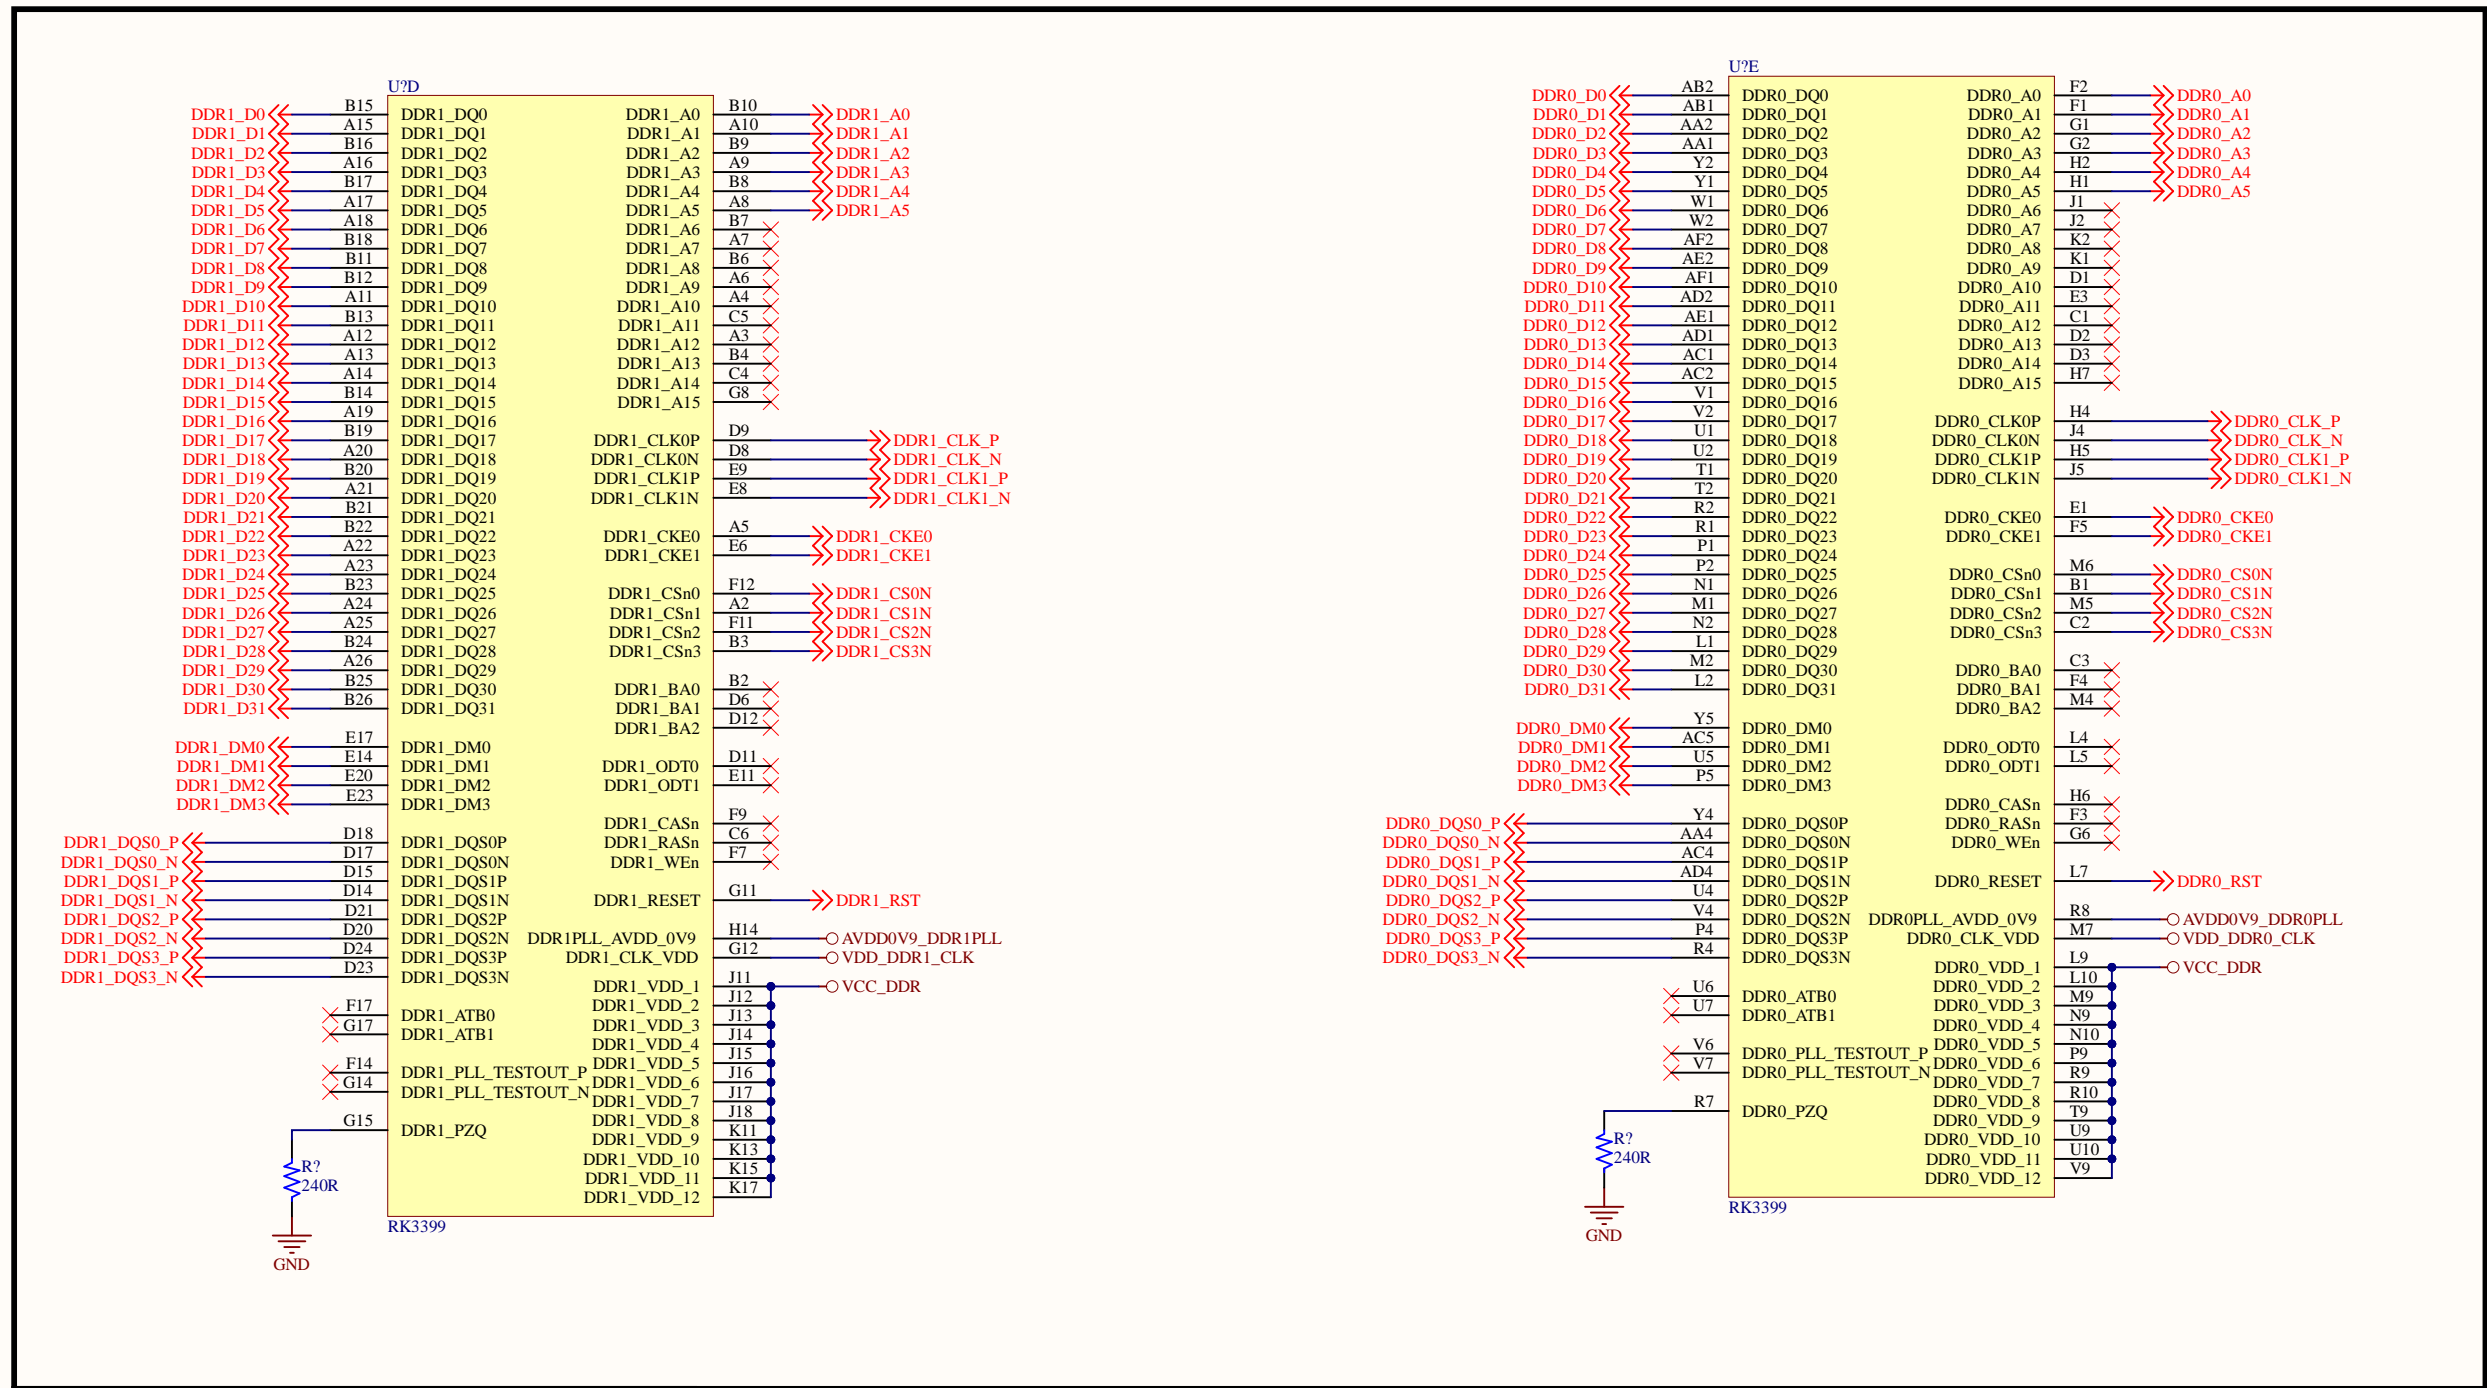 U?D
DDR1_D0 B15 DDR1_DQ0 DDR1_A0 B10 DDR1_A0
DDR1_D1 A15 DDR1_DQ1 DDR1_A1 A10 DDR1_A1
DDR1_D2 B16 DDR1_DQ2 DDR1_A2 B9 DDR1_A2
DDR1_D3 A16 DDR1_DQ3 DDR1_A3 A9 DDR1_A3
DDR1_D4 B17 DDR1_DQ4 DDR1_A4 B8 DDR1_A4
DDR1_D5 A17 DDR1_DQ5 DDR1_A5 A8 DDR1_A5
DDR1_D6 A18 DDR1_DQ6 DDR1_A6 B7
DDR1_D7 B18 DDR1_DQ7 DDR1_A7 A7
DDR1_D8 B11 DDR1_DQ8 DDR1_A8 B6
DDR1_D9 B12 DDR1_DQ9 DDR1_A9 A6
DDR1_D10 A11 DDR1_DQ10 DDR1_A10 A4
DDR1_D11 B13 DDR1_DQ11 DDR1_A11 C5
DDR1_D12 A12 DDR1_DQ12 DDR1_A12 A3
DDR1_D13 A13 DDR1_DQ13 DDR1_A13 B4
DDR1_D14 A14 DDR1_DQ14 DDR1_A14 C4
DDR1_D15 B14 DDR1_DQ15 DDR1_A15 G8
DDR1_D16 A19 DDR1_DQ16
DDR1_D17 B19 DDR1_DQ17 DDR1_CLK0P D9 DDR1_CLK_P
DDR1_D18 A20 DDR1_DQ18 DDR1_CLK0N D8 DDR1_CLK_N
DDR1_D19 B20 DDR1_DQ19 DDR1_CLK1P E9 DDR1_CLK1_P
DDR1_D20 A21 DDR1_DQ20 DDR1_CLK1N E8 DDR1_CLK1_N
DDR1_D21 B21 DDR1_DQ21
DDR1_D22 B22 DDR1_DQ22 DDR1_CKE0 A5 DDR1_CKE0
DDR1_D23 A22 DDR1_DQ23 DDR1_CKE1 E6 DDR1_CKE1
DDR1_D24 A23 DDR1_DQ24
DDR1_D25 B23 DDR1_DQ25 DDR1_CSn0 F12 DDR1_CS0N
DDR1_D26 A24 DDR1_DQ26 DDR1_CSn1 A2 DDR1_CS1N
DDR1_D27 A25 DDR1_DQ27 DDR1_CSn2 F11 DDR1_CS2N
DDR1_D28 B24 DDR1_DQ28 DDR1_CSn3 B3 DDR1_CS3N
DDR1_D29 A26 DDR1_DQ29
DDR1_D30 B25 DDR1_DQ30 DDR1_BA0 B2
DDR1_D31 B26 DDR1_DQ31 DDR1_BA1 D6
DDR1_BA2 D12
DDR1_DM0 E17 DDR1_DM0
DDR1_DM1 E14 DDR1_DM1 DDR1_ODT0 D11
DDR1_DM2 E20 DDR1_DM2 DDR1_ODT1 E11
DDR1_DM3 E23 DDR1_DM3
DDR1_CASn F9
DDR1_DQS0_P D18 DDR1_DQS0P DDR1_RASn C6
DDR1_DQS0_N D17 DDR1_DQS0N DDR1_WEn F7
DDR1_DQS1_P D15 DDR1_DQS1P
DDR1_DQS1_N D14 DDR1_DQS1N DDR1_RESET G11 DDR1_RST
DDR1_DQS2_P D21 DDR1_DQS2P
DDR1_DQS2_N D20 DDR1_DQS2N DDR1PLL_AVDD_0V9 H14 AVDD0V9_DDR1PLL
DDR1_DQS3_P D24 DDR1_DQS3P DDR1_CLK_VDD G12 VDD_DDR1_CLK
DDR1_DQS3_N D23 DDR1_DQS3N
DDR1_VDD_1 J11 VCC_DDR
DDR1_VDD_2 J12
F17 DDR1_ATB0 DDR1_VDD_3 J13
G17 DDR1_ATB1 DDR1_VDD_4 J14
DDR1_VDD_5 J15
F14 DDR1_PLL_TESTOUT_P DDR1_VDD_6 J16
G14 DDR1_PLL_TESTOUT_N DDR1_VDD_7 J17
DDR1_VDD_8 J18
G15 DDR1_PZQ DDR1_VDD_9 K11
DDR1_VDD_10 K13
R? DDR1_VDD_11 K15
240R DDR1_VDD_12 K17
RK3399
GND
U?E
DDR0_D0 AB2 DDR0_DQ0 DDR0_A0 F2 DDR0_A0
DDR0_D1 AB1 DDR0_DQ1 DDR0_A1 F1 DDR0_A1
DDR0_D2 AA2 DDR0_DQ2 DDR0_A2 G1 DDR0_A2
DDR0_D3 AA1 DDR0_DQ3 DDR0_A3 G2 DDR0_A3
DDR0_D4 Y2 DDR0_DQ4 DDR0_A4 H2 DDR0_A4
DDR0_D5 Y1 DDR0_DQ5 DDR0_A5 H1 DDR0_A5
DDR0_D6 W1 DDR0_DQ6 DDR0_A6 J1
DDR0_D7 W2 DDR0_DQ7 DDR0_A7 J2
DDR0_D8 AF2 DDR0_DQ8 DDR0_A8 K2
DDR0_D9 AE2 DDR0_DQ9 DDR0_A9 K1
DDR0_D10 AF1 DDR0_DQ10 DDR0_A10 D1
DDR0_D11 AD2 DDR0_DQ11 DDR0_A11 E3
DDR0_D12 AE1 DDR0_DQ12 DDR0_A12 C1
DDR0_D13 AD1 DDR0_DQ13 DDR0_A13 D2
DDR0_D14 AC1 DDR0_DQ14 DDR0_A14 D3
DDR0_D15 AC2 DDR0_DQ15 DDR0_A15 H7
DDR0_D16 V1 DDR0_DQ16
DDR0_D17 V2 DDR0_DQ17 DDR0_CLK0P H4 DDR0_CLK_P
DDR0_D18 U1 DDR0_DQ18 DDR0_CLK0N J4 DDR0_CLK_N
DDR0_D19 U2 DDR0_DQ19 DDR0_CLK1P H5 DDR0_CLK1_P
DDR0_D20 T1 DDR0_DQ20 DDR0_CLK1N J5 DDR0_CLK1_N
DDR0_D21 T2 DDR0_DQ21
DDR0_D22 R2 DDR0_DQ22 DDR0_CKE0 E1 DDR0_CKE0
DDR0_D23 R1 DDR0_DQ23 DDR0_CKE1 F5 DDR0_CKE1
DDR0_D24 P1 DDR0_DQ24
DDR0_D25 P2 DDR0_DQ25 DDR0_CSn0 M6 DDR0_CS0N
DDR0_D26 N1 DDR0_DQ26 DDR0_CSn1 B1 DDR0_CS1N
DDR0_D27 M1 DDR0_DQ27 DDR0_CSn2 M5 DDR0_CS2N
DDR0_D28 N2 DDR0_DQ28 DDR0_CSn3 C2 DDR0_CS3N
DDR0_D29 L1 DDR0_DQ29
DDR0_D30 M2 DDR0_DQ30 DDR0_BA0 C3
DDR0_D31 L2 DDR0_DQ31 DDR0_BA1 F4
DDR0_BA2 M4
DDR0_DM0 Y5 DDR0_DM0
DDR0_DM1 AC5 DDR0_DM1 DDR0_ODT0 L4
DDR0_DM2 U5 DDR0_DM2 DDR0_ODT1 L5
DDR0_DM3 P5 DDR0_DM3
DDR0_CASn H6
DDR0_DQS0_P Y4 DDR0_DQS0P DDR0_RASn F3
DDR0_DQS0_N AA4 DDR0_DQS0N DDR0_WEn G6
DDR0_DQS1_P AC4 DDR0_DQS1P
DDR0_DQS1_N AD4 DDR0_DQS1N DDR0_RESET L7 DDR0_RST
DDR0_DQS2_P U4 DDR0_DQS2P
DDR0_DQS2_N V4 DDR0_DQS2N DDR0PLL_AVDD_0V9 R8 AVDD0V9_DDR0PLL
DDR0_DQS3_P P4 DDR0_DQS3P DDR0_CLK_VDD M7 VDD_DDR0_CLK
DDR0_DQS3_N R4 DDR0_DQS3N
DDR0_VDD_1 L9 VCC_DDR
DDR0_VDD_2 L10
U6 DDR0_ATB0 DDR0_VDD_3 M9
U7 DDR0_ATB1 DDR0_VDD_4 N9
DDR0_VDD_5 N10
V6 DDR0_PLL_TESTOUT_P DDR0_VDD_6 P9
V7 DDR0_PLL_TESTOUT_N DDR0_VDD_7 R9
DDR0_VDD_8 R10
R7 DDR0_PZQ DDR0_VDD_9 T9
R? DDR0_VDD_10 U9
240R DDR0_VDD_11 U10
DDR0_VDD_12 V9
RK3399
GND